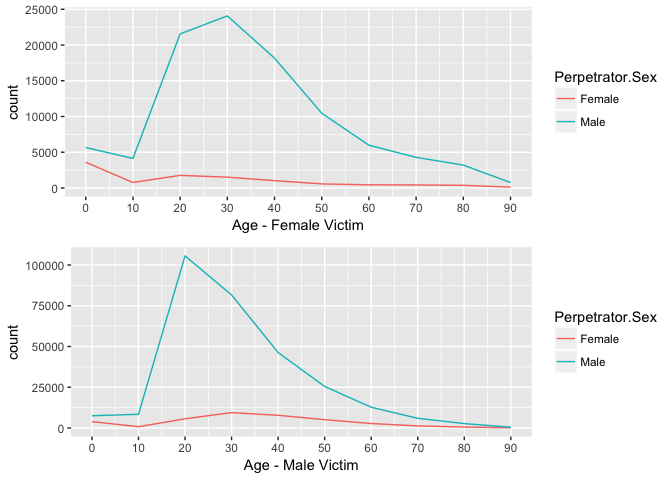 25000
20000
15000
10000
5000
0
count
0 10 20 30 40 50 60 70 80 90
Age - Female Victim
Perpetrator.Sex
Female
Male
100000
75000
50000
25000
0
count
0 10 20 30 40 50 60 70 80 90
Age - Male Victim
Perpetrator.Sex
Female
Male